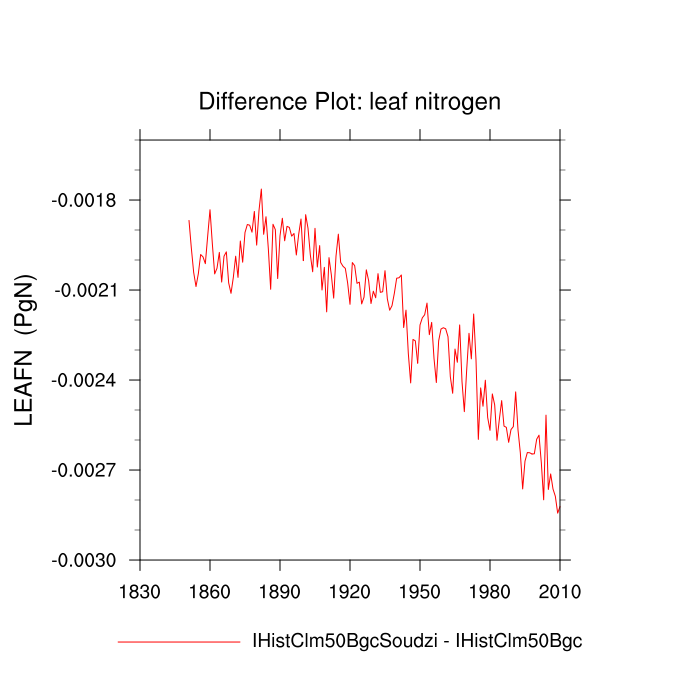 Difference Plot: leaf nitrogen
LEAFN (PgN)
-0.0018
-0.0021
-0.0024
-0.0027
-0.0030
1830 1860 1890 1920 1950 1980 2010
IHistClm50BgcSoudzi - IHistClm50Bgc